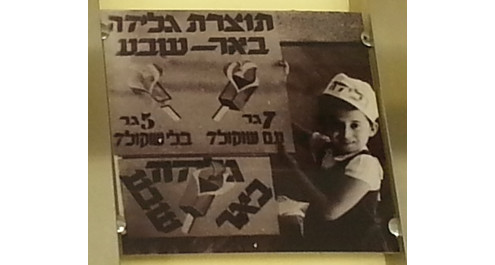 תוצרת גלידה
באר-שבע
7 גר 5 גר
עם שוקולד בלי שוקולד
גלידה
באר שבע